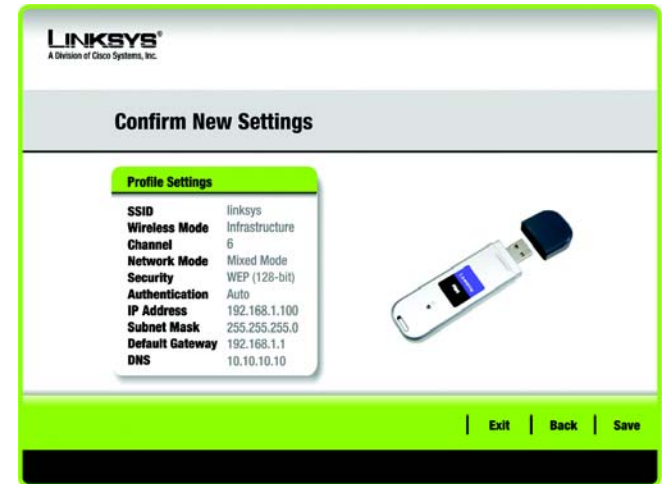 LINKSYS®
A Division of Cisco Systems, Inc.
Confirm New Settings
Profile Settings
SSID linksys
Wireless Mode Infrastructure
Channel 6
Network Mode Mixed Mode
Security WEP (128-bit)
Authentication Auto
IP Address 192.168.1.100
Subnet Mask 255.255.255.0
Default Gateway 192.168.1.1
DNS 10.10.10.10
Exit | Back | Save